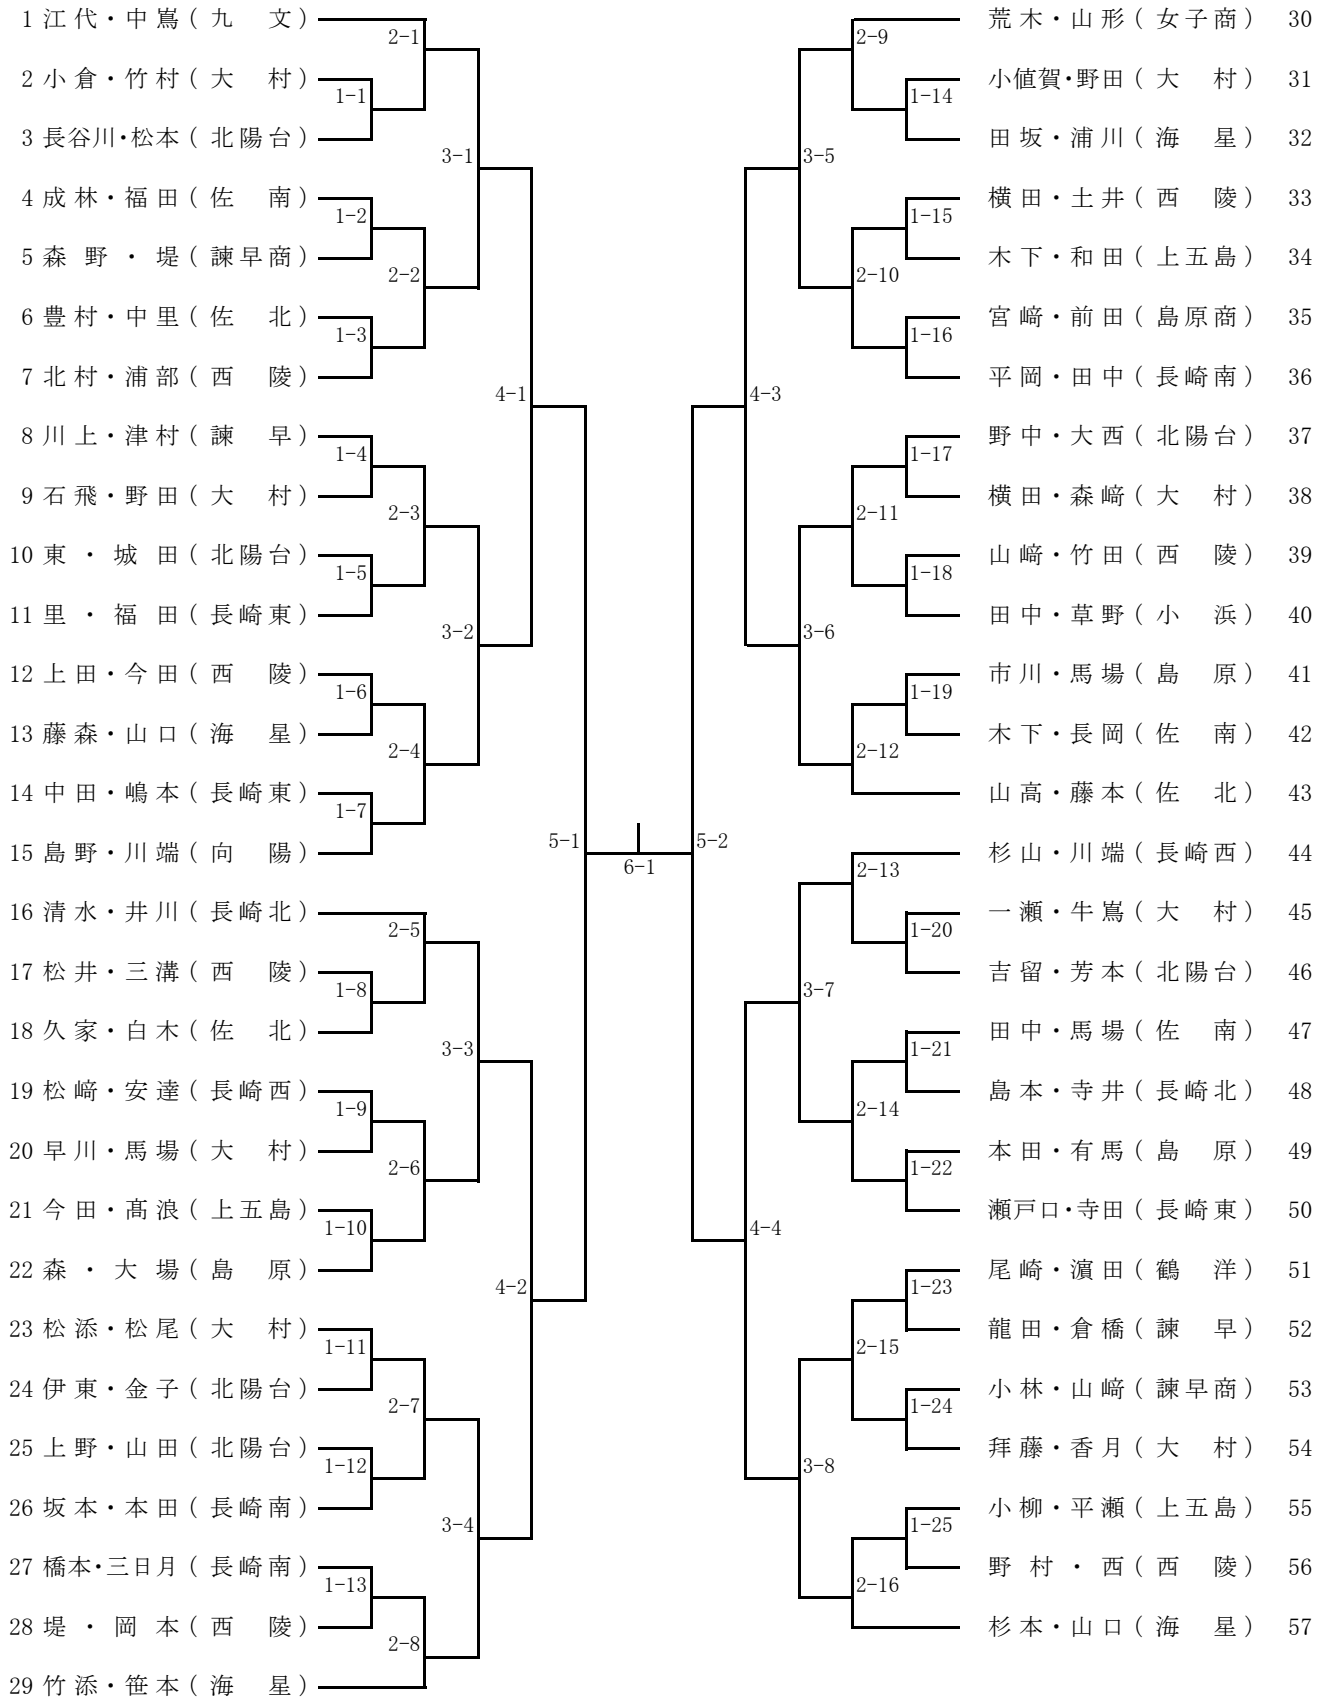 1 江代・中嶌 ( 九 文 )
2-1
2 小倉・竹村 ( 大 村 )
1-1
3 長谷川・松本 ( 北陽台 )
3-1
4 成林・福田 ( 佐 南 )
1-2
5 森野・堤 ( 諫早商 )
2-2
6 豊村・中里 ( 佐 北 )
1-3
7 北村・浦部 ( 西 陵 )
4-1
8 川上・津村 ( 諫 早 )
1-4
9 石飛・野田 ( 大 村 )
2-3
10 東・城田 ( 北陽台 )
1-5
11 里・福田 ( 長崎東 )
3-2
12 上田・今田 ( 西 陵 )
1-6
13 藤森・山口 ( 海 星 )
2-4
14 中田・嶋本 ( 長崎東 )
1-7
15 島野・川端 ( 向 陽 )
5-1
16 清水・井川 ( 長崎北 )
2-5
17 松井・三溝 ( 西 陵 )
1-8
18 久家・白木 ( 佐 北 )
3-3
19 松﨑・安達 ( 長崎西 )
1-9
20 早川・馬場 ( 大 村 )
2-6
21 今田・髙浪 ( 上五島 )
1-10
22 森・大場 ( 島 原 )
4-2
23 松添・松尾 ( 大 村 )
1-11
24 伊東・金子 ( 北陽台 )
2-7
25 上野・山田 ( 北陽台 )
1-12
26 坂本・本田 ( 長崎南 )
3-4
27 橋本・三日月 ( 長崎南 )
1-13
28 堤・岡本 ( 西 陵 )
2-8
29 竹添・笹本 ( 海 星 )
6-1
荒木・山形 ( 女子商 ) 30
2-9
小値賀・野田 ( 大 村 ) 31
1-14
田坂・浦川 ( 海 星 ) 32
3-5
横田・土井 ( 西 陵 ) 33
1-15
木下・和田 ( 上五島 ) 34
2-10
宮﨑・前田 ( 島原商 ) 35
1-16
平岡・田中 ( 長崎南 ) 36
4-3
野中・大西 ( 北陽台 ) 37
1-17
横田・森﨑 ( 大 村 ) 38
2-11
山﨑・竹田 ( 西 陵 ) 39
1-18
田中・草野 ( 小 浜 ) 40
3-6
市川・馬場 ( 島 原 ) 41
1-19
木下・長岡 ( 佐 南 ) 42
2-12
山高・藤本 ( 佐 北 ) 43
5-2
杉山・川端 ( 長崎西 ) 44
2-13
一瀬・牛嶌 ( 大 村 ) 45
1-20
吉留・芳本 ( 北陽台 ) 46
3-7
田中・馬場 ( 佐 南 ) 47
1-21
島本・寺井 ( 長崎北 ) 48
2-14
本田・有馬 ( 島 原 ) 49
1-22
瀬戸口・寺田 ( 長崎東 ) 50
4-4
尾崎・濵田 ( 鶴 洋 ) 51
1-23
龍田・倉橋 ( 諫 早 ) 52
2-15
小林・山﨑 ( 諫早商 ) 53
1-24
拜藤・香月 ( 大 村 ) 54
3-8
小柳・平瀬 ( 上五島 ) 55
1-25
野村・西 ( 西 陵 ) 56
2-16
杉本・山口 ( 海 星 ) 57